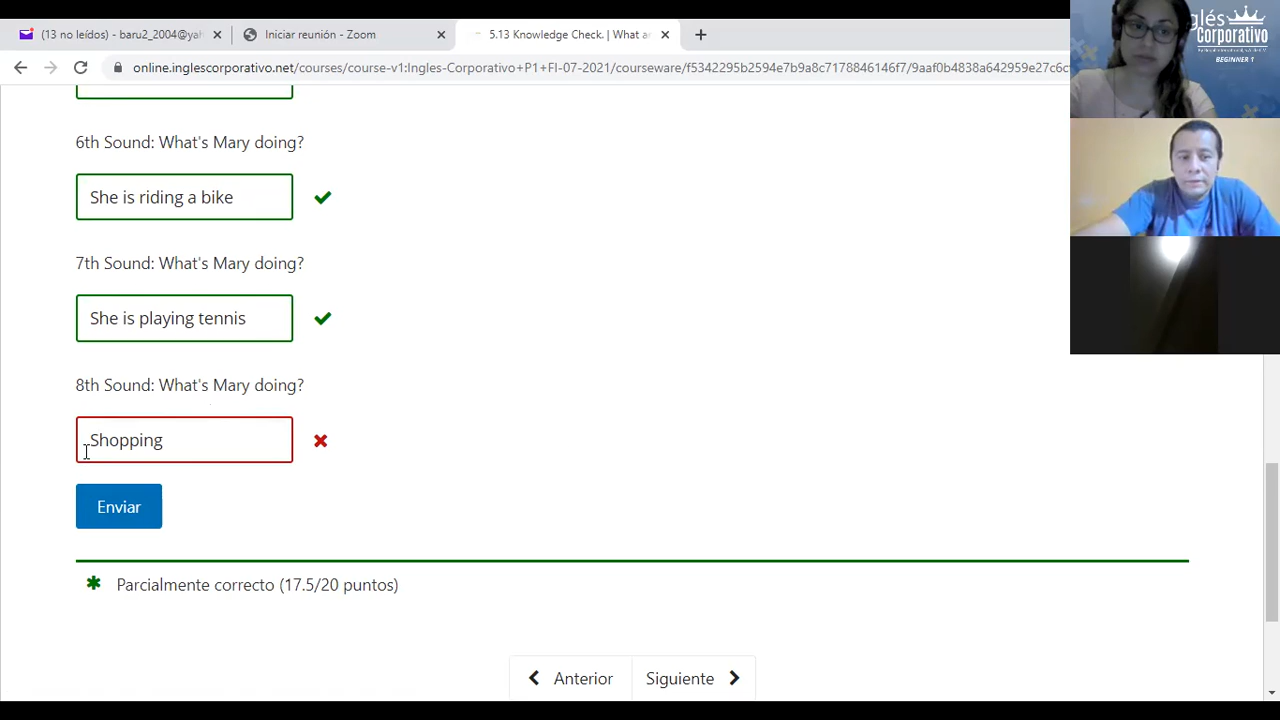 (13 no leídos) - baru2_2004@yah
Iniciar reunión - Zoom
5.13 Knowledge Check. | What a
glés
Corporativo
BEGINNER 1
online.inglescorporativo.net/courses/course-v1:Ingles-Corporativo+P1+FI-07-2021/courseware/f5342295b2594e7b9a8c7178846146f7/9aaf0b4838a642959e27c6c
6th Sound: What's Mary doing?
She is riding a bike
7th Sound: What's Mary doing?
She is playing tennis
8th Sound: What's Mary doing?
Shopping
Enviar
Parcialmente correcto (17.5/20 puntos)
Anterior
Siguiente